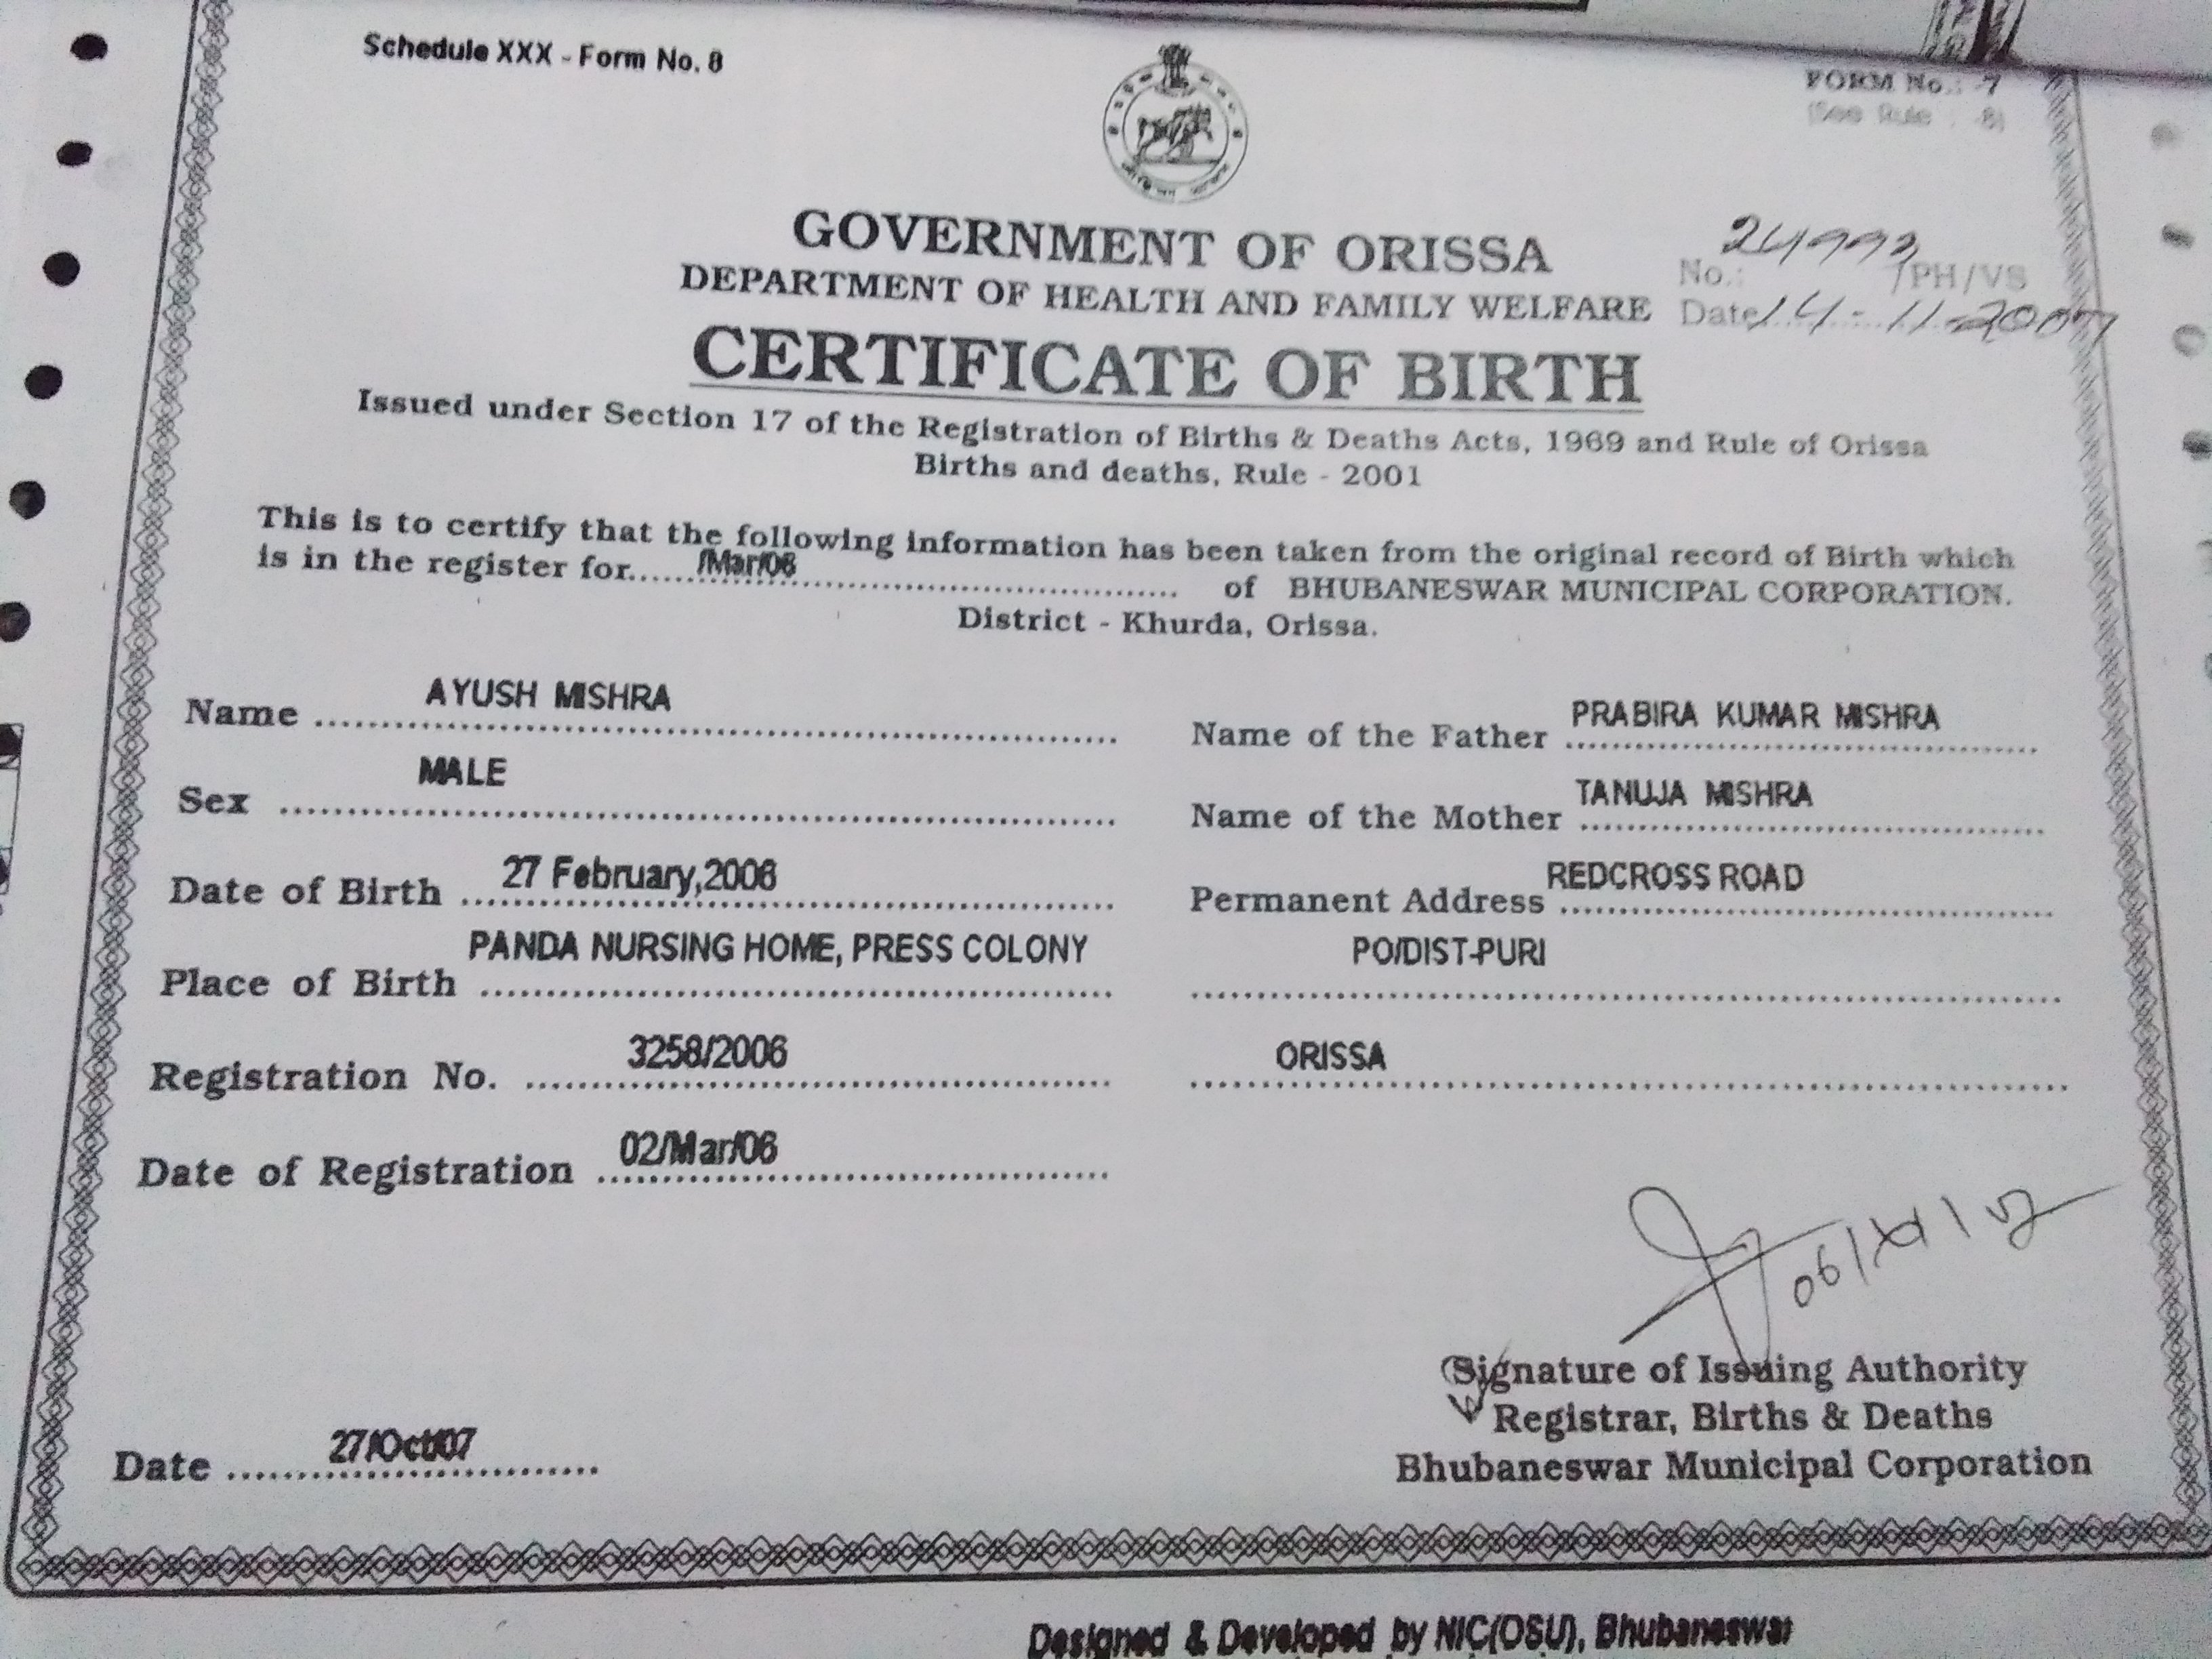 Schedule XXX - Form No. 8
FORM No.: -7
(See Rule : -8)
GOVERNMENT OF ORISSA
DEPARTMENT OF HEALTH AND FAMILY WELFARE
No.: /PH/VS
Date 14-11-2007
CERTIFICATE OF BIRTH
Issued under Section 17 of the Registration of Births & Deaths Acts, 1969 and Rule of Orissa
Births and deaths, Rule - 2001
This is to certify that the following information has been taken from the original record of Birth which
is in the register for...../Mar/06.......... of BHUBANESWAR MUNICIPAL CORPORATION.
District - Khurda, Orissa.
Name AYUSH MISHRA
Name of the Father PRABIRA KUMAR MISHRA
Sex MALE
Name of the Mother TANUJA MISHRA
Date of Birth 27 February,2006
Permanent Address REDCROSS ROAD
Place of Birth PANDA NURSING HOME, PRESS COLONY
PO/DIST-PURI
Registration No. 3258/2006
ORISSA
Date of Registration 02/Mar/06
Signature of Issuing Authority
Registrar, Births & Deaths
Date 27/Oct/07
Bhubaneswar Municipal Corporation
Designed & Developed by NIC(OSU), Bhubaneswar